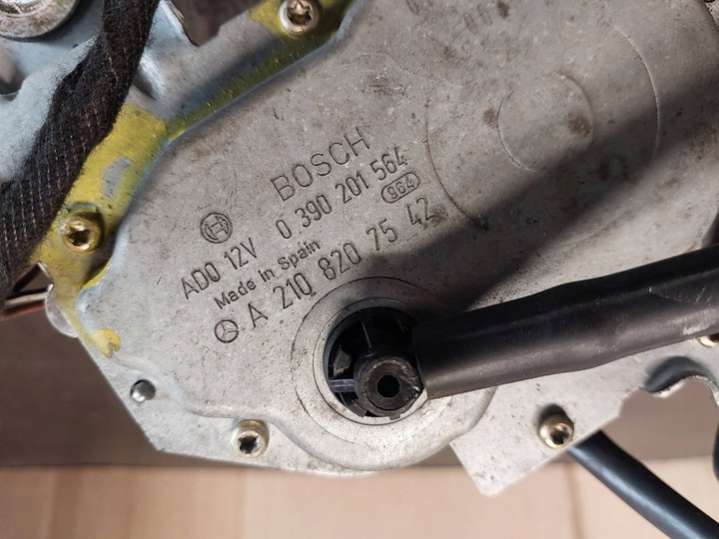 BOSCH
ADO 12V 0 390 201 564
964
Made in Spain
A 210 820 75 42